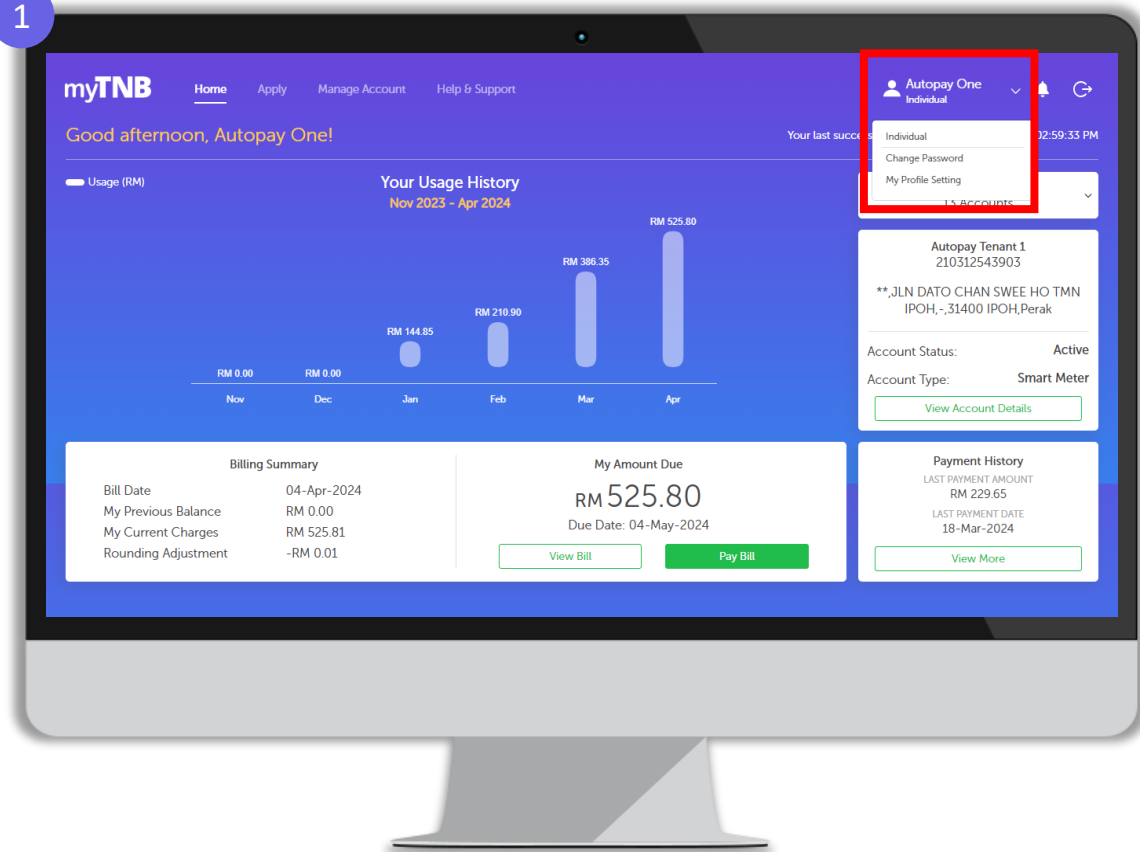 1
myTNB
Home Apply Manage Account Help & Support
Autopay One
Individual
Good afternoon, Autopay One!
Your last 02:59:33 PM
Individual
Change Password
My Profile Setting
13 Accounts
Usage (RM)
Your Usage History
Nov 2023 - Apr 2024
RM 0.00 RM 0.00 RM 144.85 RM 210.90 RM 386.35 RM 525.80
Nov Dec Jan Feb Mar Apr
Autopay Tenant 1
210312543903
**,JLN DATO CHAN SWEE HO TMN
IPOH,-,31400 IPOH,Perak
Account Status: Active
Account Type: Smart Meter
View Account Details
Billing Summary
Bill Date 04-Apr-2024
My Previous Balance RM 0.00
My Current Charges RM 525.81
Rounding Adjustment -RM 0.01
My Amount Due
RM 525.80
Due Date: 04-May-2024
View Bill Pay Bill
Payment History
LAST PAYMENT AMOUNT
RM 229.65
LAST PAYMENT DATE
18-Mar-2024
View More